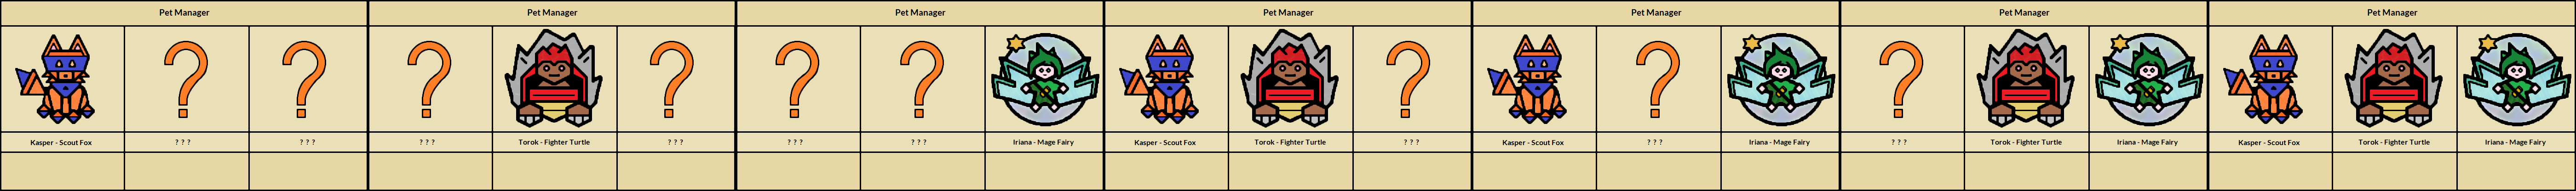 Pet Manager Pet Manager Pet Manager Pet Manager Pet Manager Pet Manager Pet Manager
Kasper - Scout Fox ? ? ? ? ? ? ? ? ? Torok - Fighter Turtle ? ? ? ? ? ? ? ? ? Iriana - Mage Fairy Kasper - Scout Fox Torok - Fighter Turtle ? ? ? Kasper - Scout Fox ? ? ? Iriana - Mage Fairy ? ? ? Torok - Fighter Turtle Iriana - Mage Fairy Kasper - Scout Fox Torok - Fighter Turtle Iriana - Mage Fairy